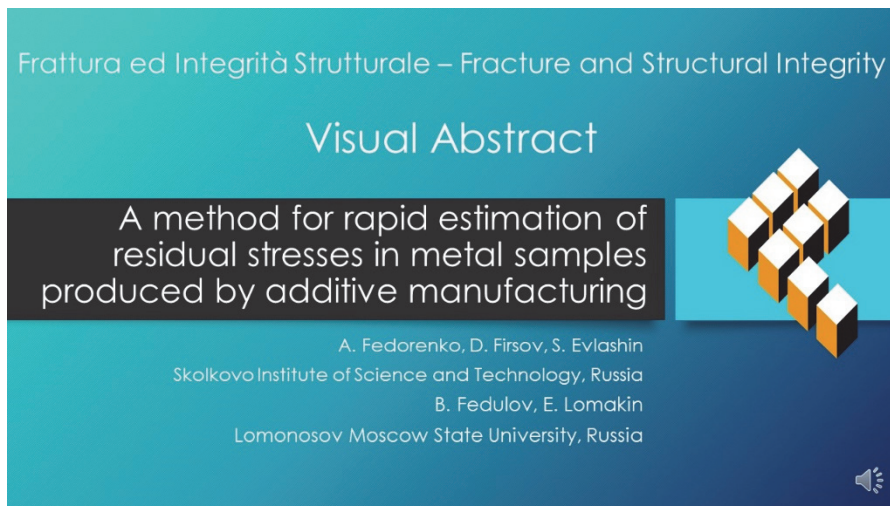 Frattura ed Integrità Strutturale – Fracture and Structural Integrity
Visual Abstract
A method for rapid estimation of
residual stresses in metal samples
produced by additive manufacturing
A. Fedorenko, D. Firsov, S. Evlashin
Skolkovo Institute of Science and Technology, Russia
B. Fedulov, E. Lomakin
Lomonosov Moscow State University, Russia